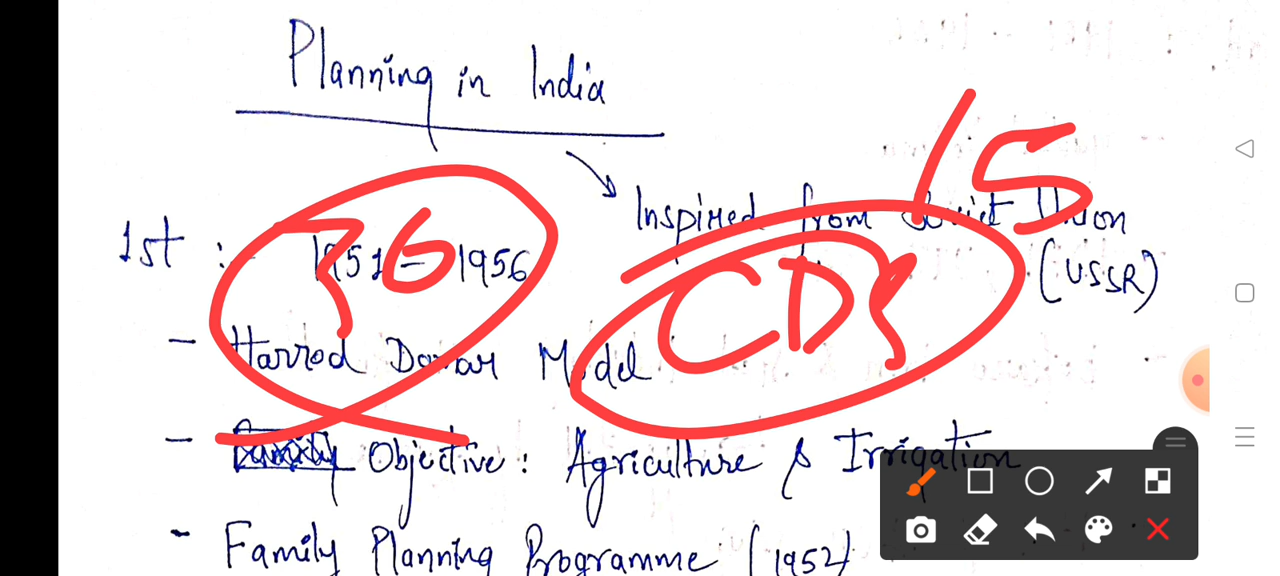 Planning in India
Inspired from Soviet Union
(USSR)
1st : 1951 - 1956
- Harrod Domar Model
- Objective : Agriculture & Irrigation
- Family Planning Programme (1952)
36
CDS
15